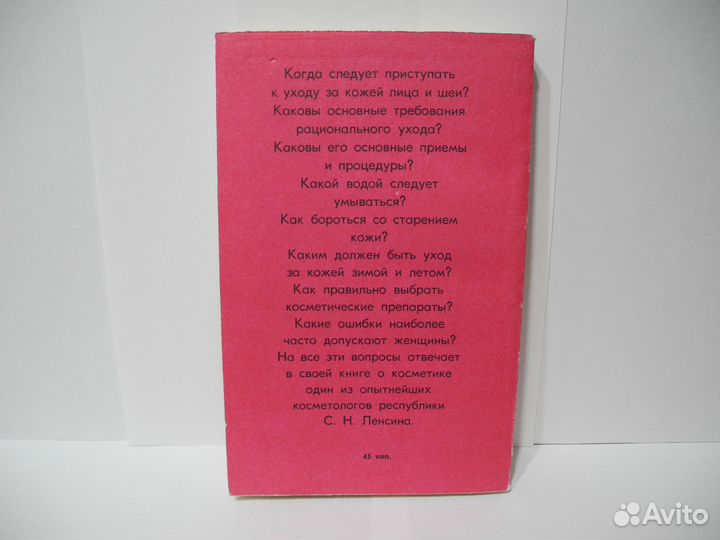 Когда следует приступать
к уходу за кожей лица и шеи?
Каковы основные требования
рационального ухода?
Каковы его основные приемы
и процедуры?
Какой водой следует
умываться?
Как бороться со старением
кожи?
Каким должен быть уход
за кожей зимой и летом?
Как правильно выбрать
косметические препараты?
Какие ошибки наиболее
часто допускают женщины?
На все эти вопросы отвечает
в своей книге о косметике
один из опытнейших
косметологов республики
С. Н. Ленсина.
45 коп.
Avito